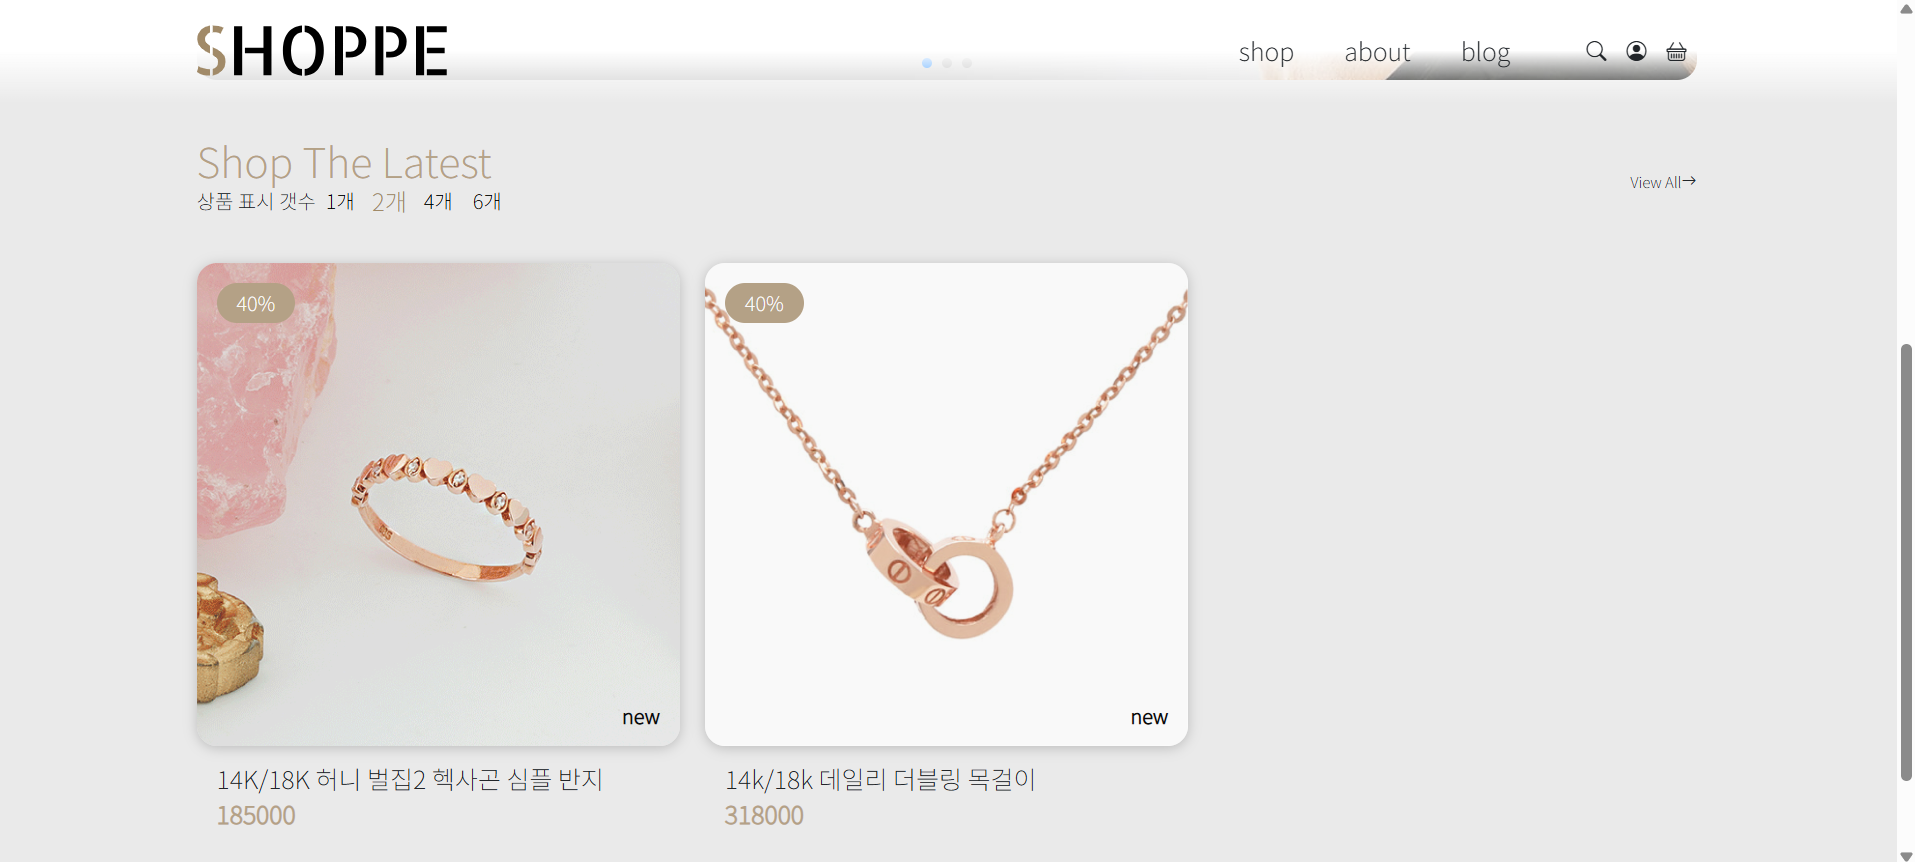 SHOPPE
shop about blog
Shop The Latest
상품 표시 갯수 1개 2개 4개 6개
View All→
40%
new
14K/18K 허니 벌집2 헥사곤 심플 반지
185000
40%
new
14k/18k 데일리 더블링 목걸이
318000